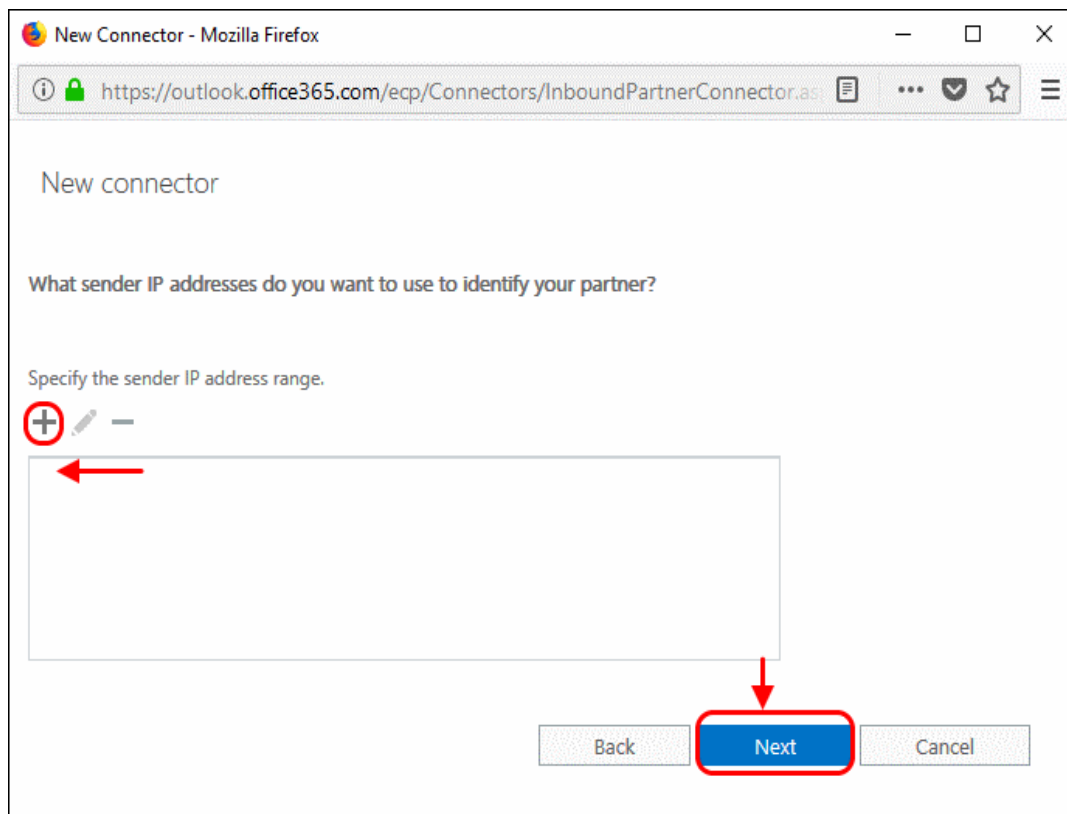 New Connector - Mozilla Firefox
https://outlook.office365.com/ecp/Connectors/InboundPartnerConnector.as
New connector
What sender IP addresses do you want to use to identify your partner?
Specify the sender IP address range.
Back Next Cancel